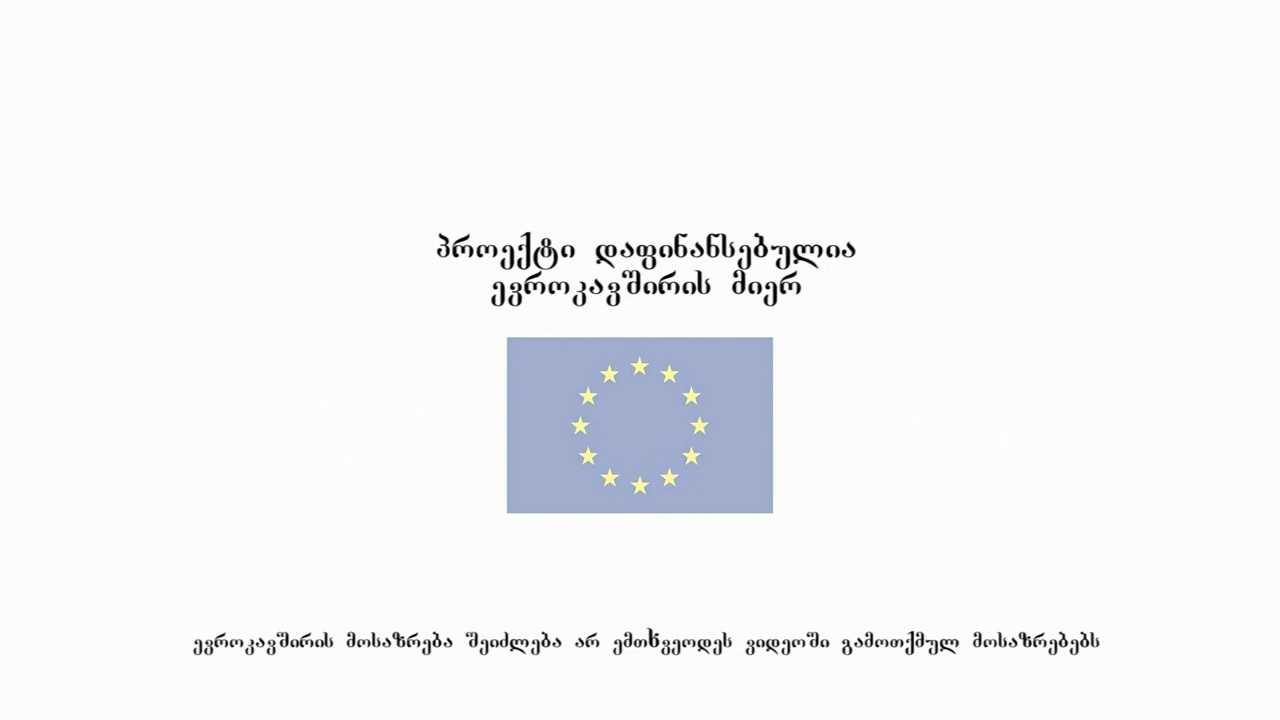 პროექტი დაფინანსებულია
ევროკავშირის მიერ
ევროკავშირის მოსაზრება შეიძლება არ ემთხვეოდეს ვიდეოში გამოთქმულ მოსაზრებებს